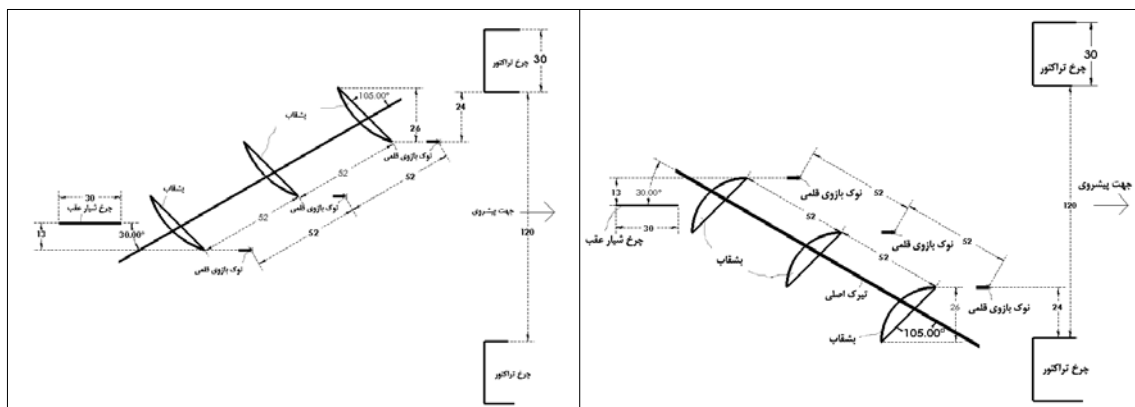 چرخ تراکتور
30
105.00°
بشقاب
26
24
نوک بازوی قلمی
52
52
بشقاب
30
چرخ شیار عقب
13
30.00°
52
نوک بازوی قلمی
52
نوک بازوی قلمی
جهت پیشروی
120
چرخ تراکتور
چرخ تراکتور
30
13
30.00°
30
چرخ شیار عقب
52
نوک بازوی قلمی
52
52
نوک بازوی قلمی
52
جهت پیشروی
120
بشقاب
تیرک اصلی
26
24
نوک بازوی قلمی
105.00°
بشقاب
چرخ تراکتور